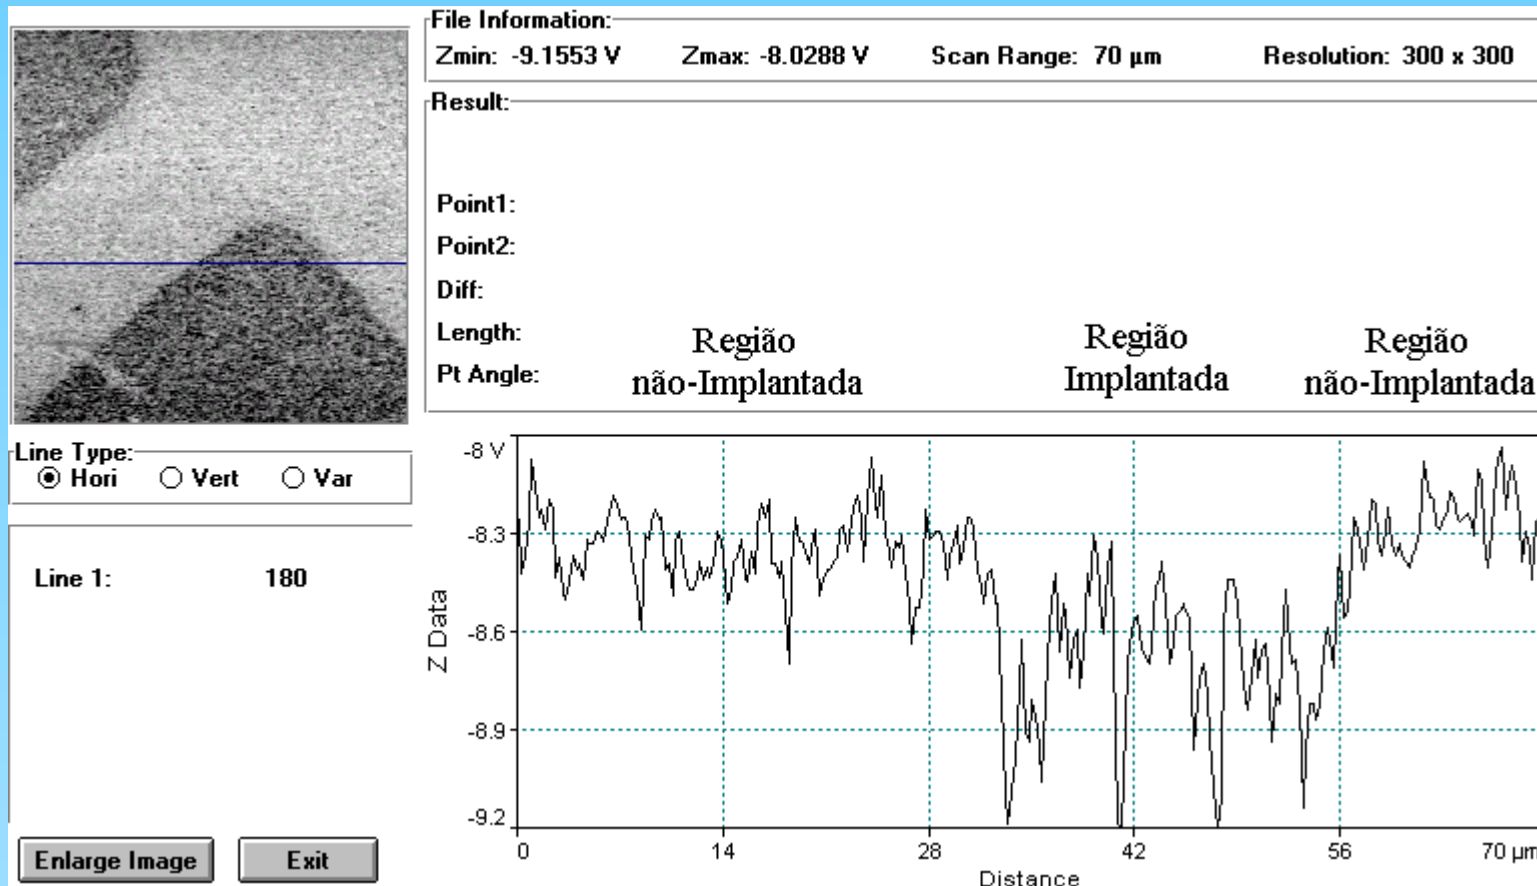 File Information:
Zmin: -9.1553 V Zmax: -8.0288 V Scan Range: 70 µm Resolution: 300 x 300
Result:
Point1:
Point2:
Diff:
Length:
Pt Angle:
Região
não-Implantada
Região
Implantada
Região
não-Implantada
Line Type:
Hori Vert Var
Line 1: 180
Enlarge Image Exit
Z Data
-8 V
-8.3
-8.6
-8.9
-9.2
0 14 28 42 56 70 µm
Distance